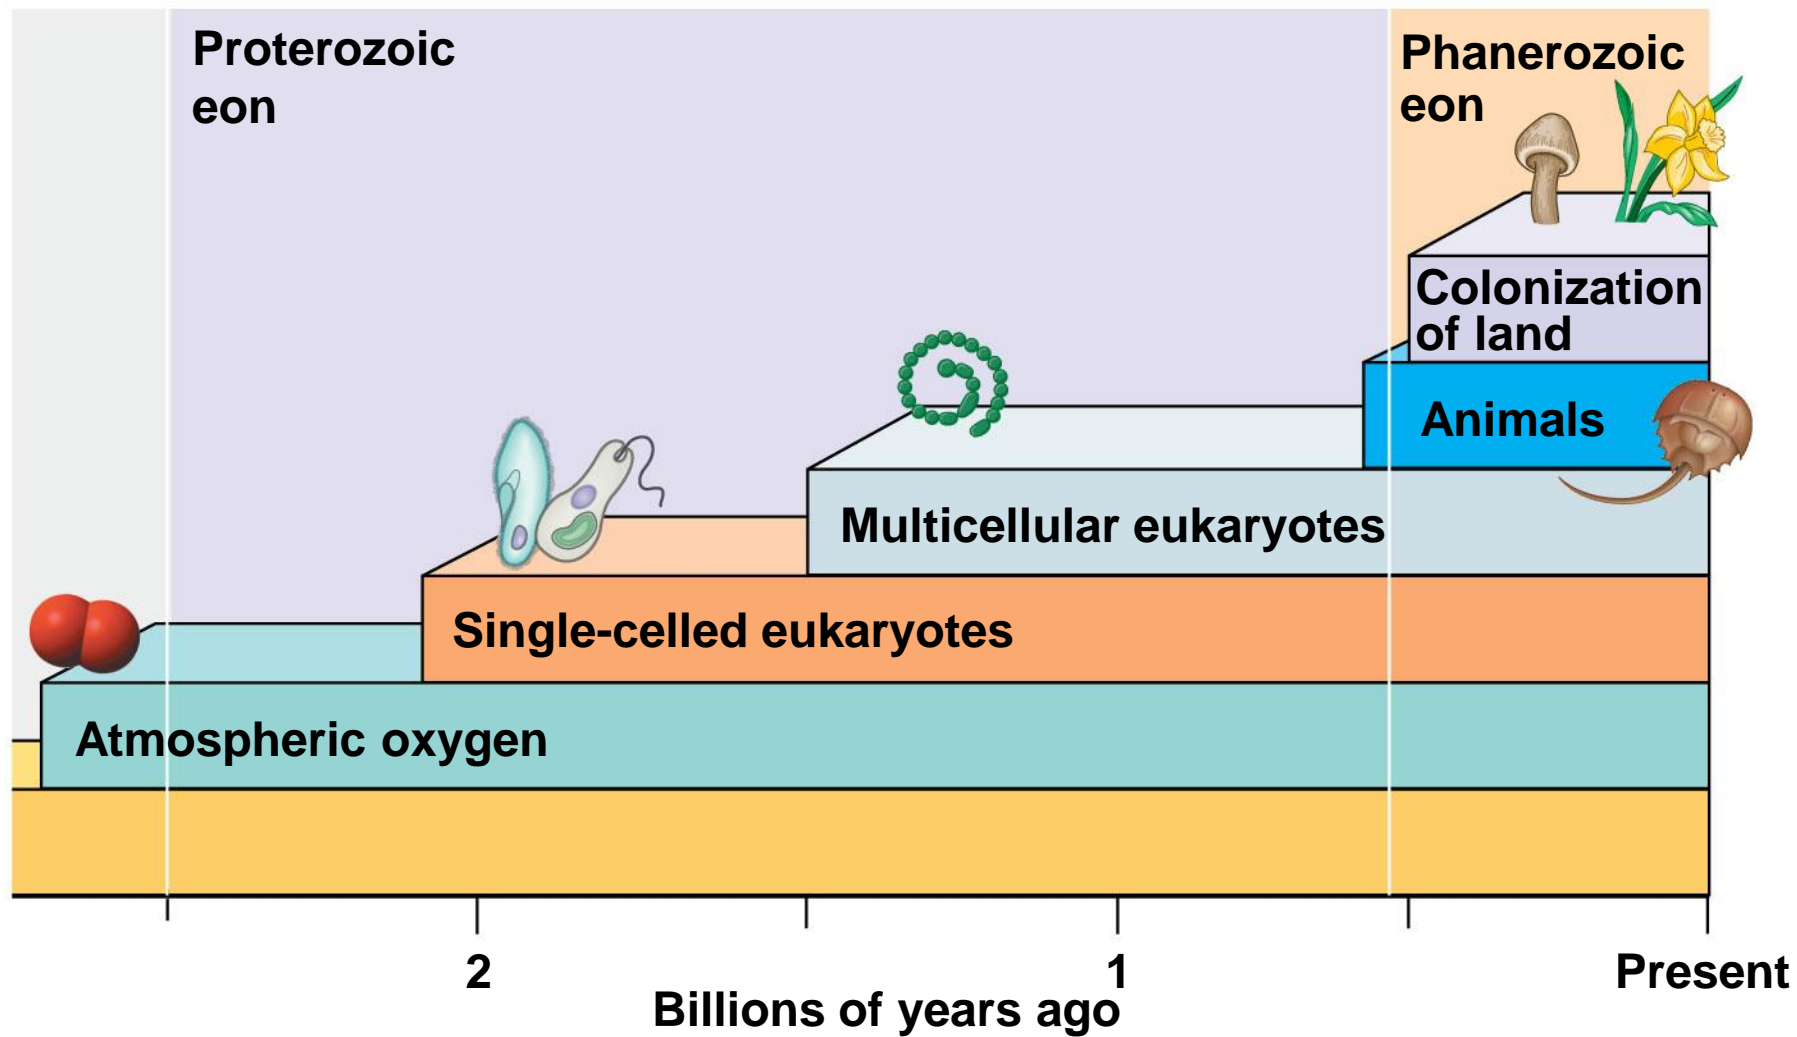 Proterozoic
eon
Phanerozoic
eon
Colonization
of land
Animals
Multicellular eukaryotes
Single-celled eukaryotes
Atmospheric oxygen
2
1
Present
Billions of years ago